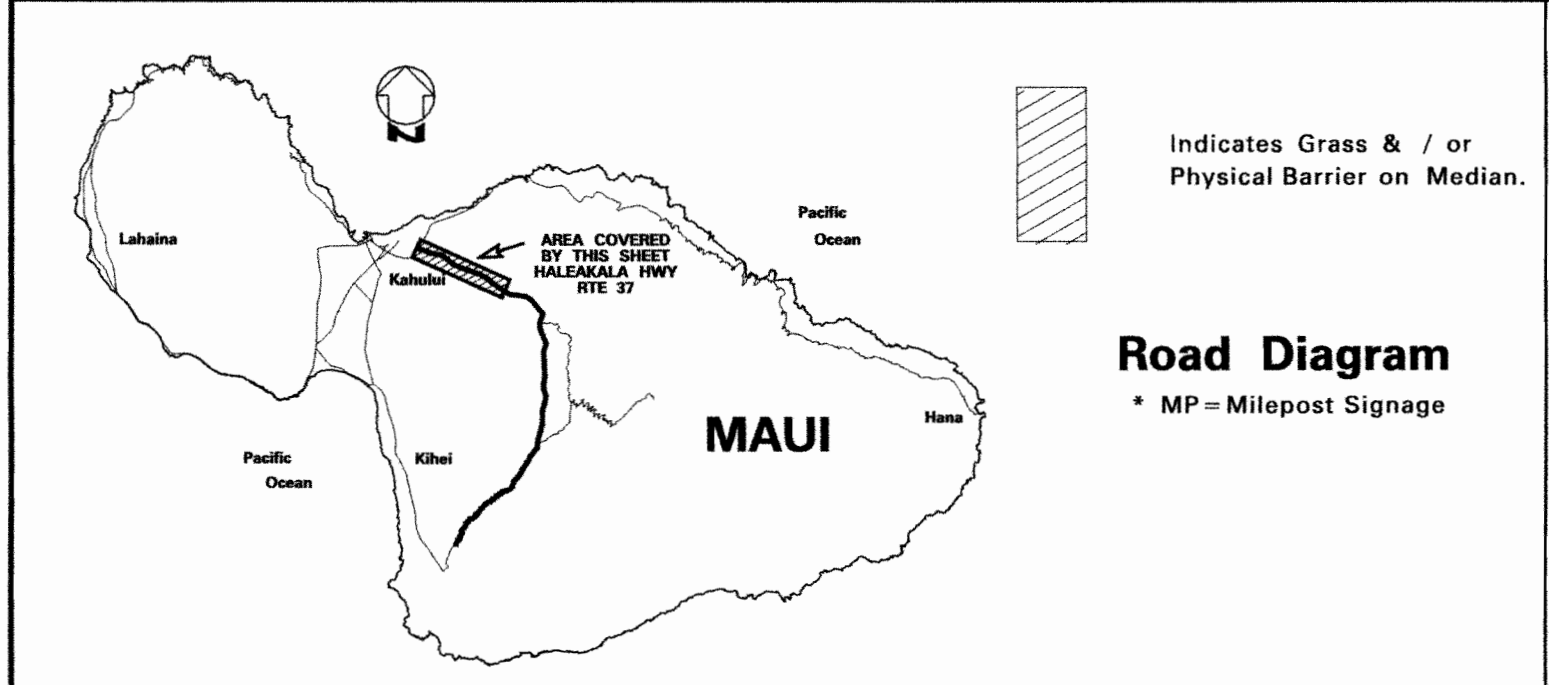 N
Indicates Grass & / or
Physical Barrier on Median.
Lahaina
Pacific
Ocean
AREA COVERED
BY THIS SHEET
HALEAKALA HWY
RTE 37
Kahului
Road Diagram
* MP=Milepost Signage
MAUI
Hana
Pacific
Ocean
Kihei